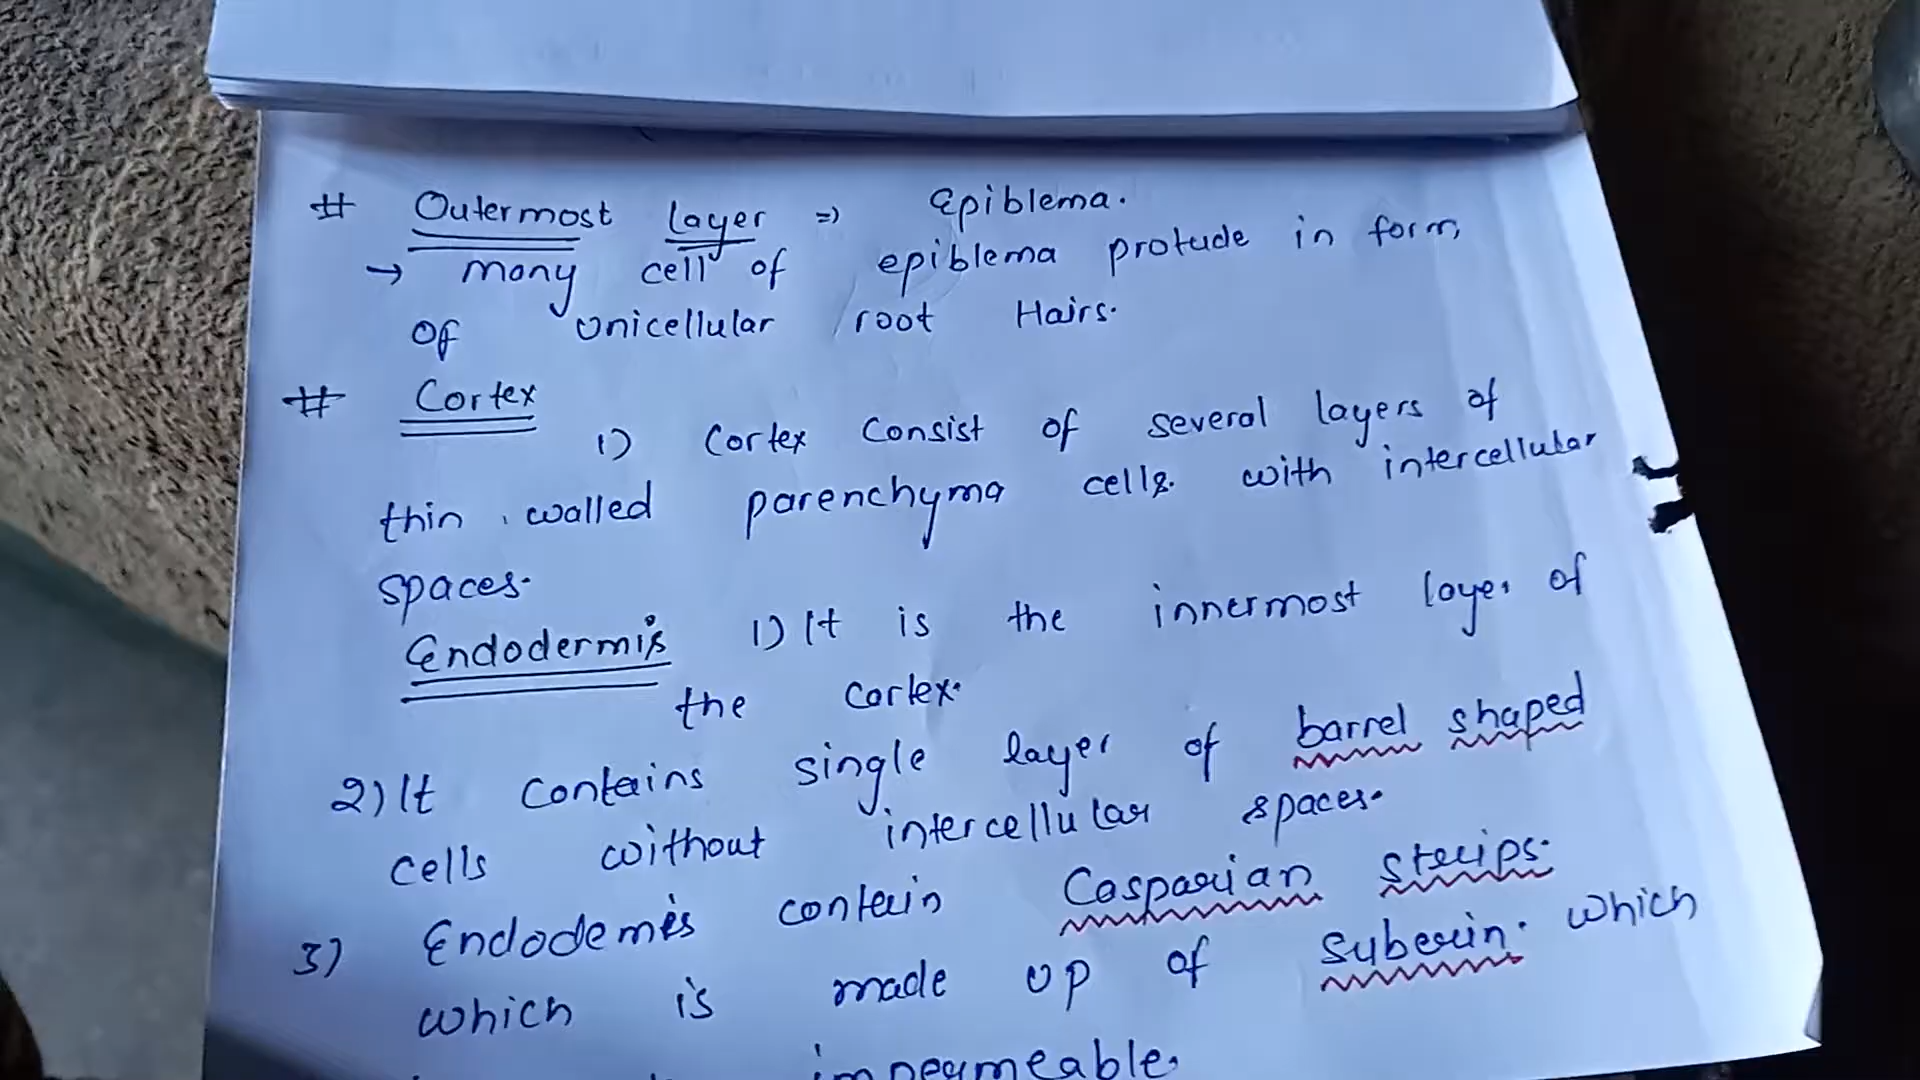 # Outermost layer => Epiblema.
→ many cell of epiblema protude in form
of unicellular root Hairs.
# Cortex
1) Cortex Consist of several layers of
thin walled parenchyma cells. with intercellular
spaces.
Endodermis 1) It is the innermost layer of
the cortex.
2) It contains single layer of barrel shaped
cells without intercellular spaces.
3) Endodemis contain Casparian strips.
which is made up of suberin. which
impermeable.